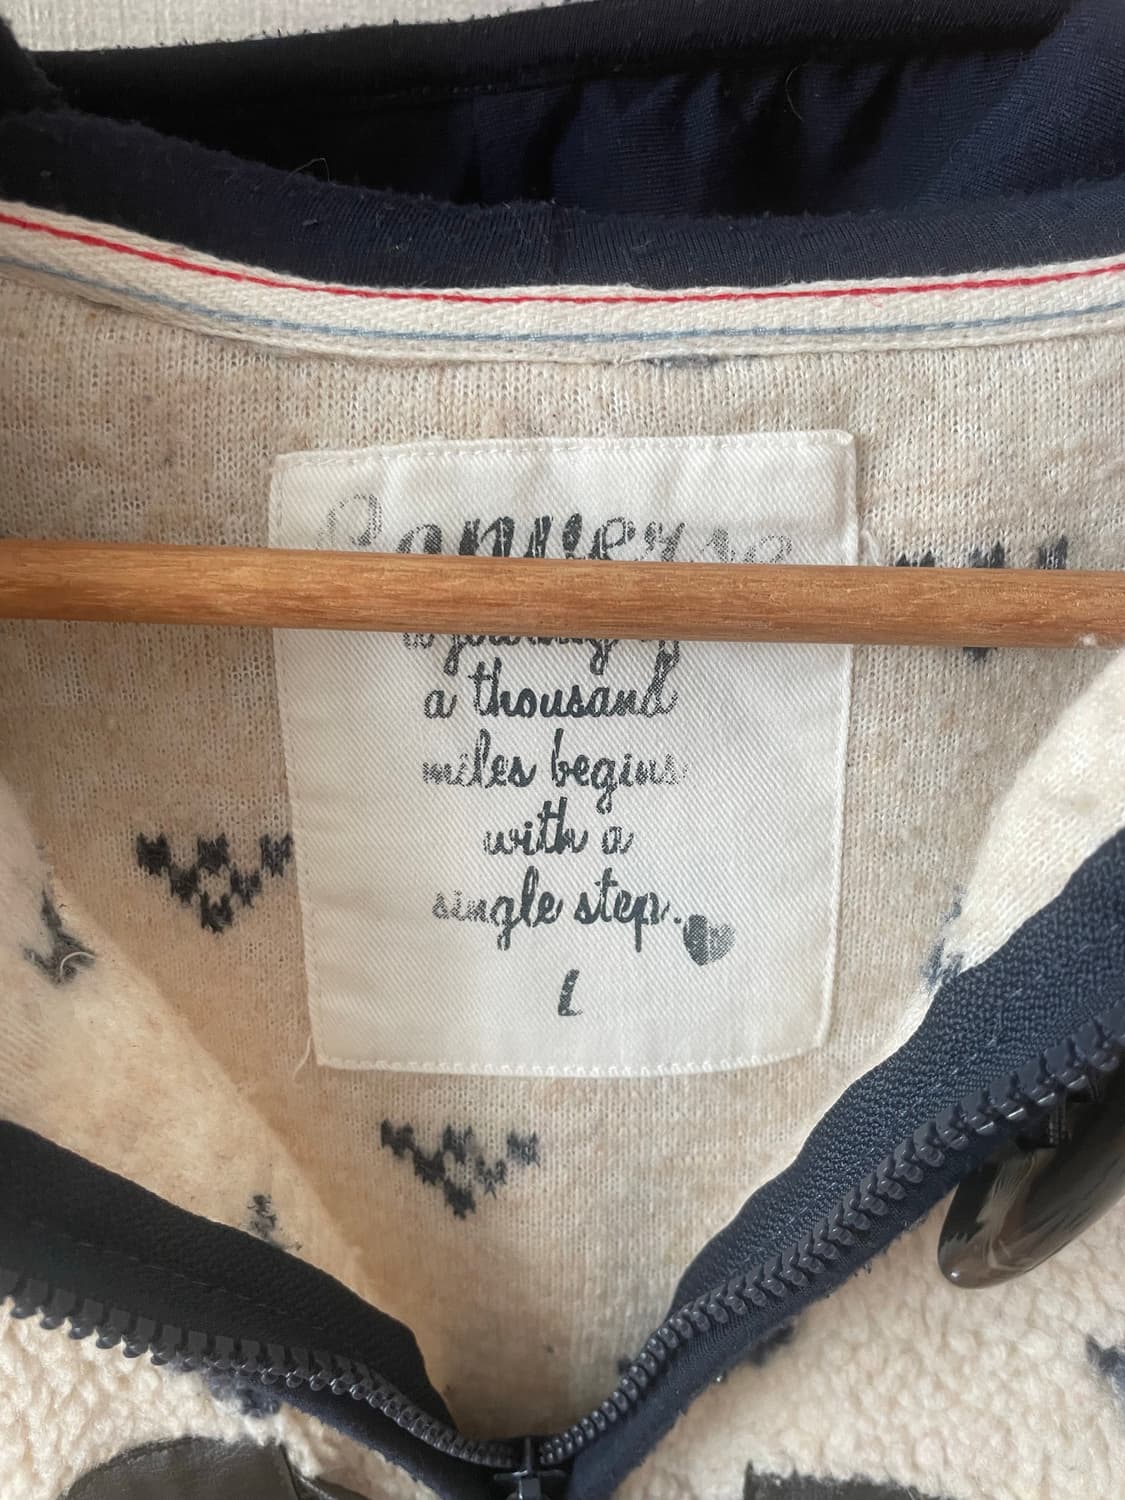 a thousand
miles begins
with a
single step.
L